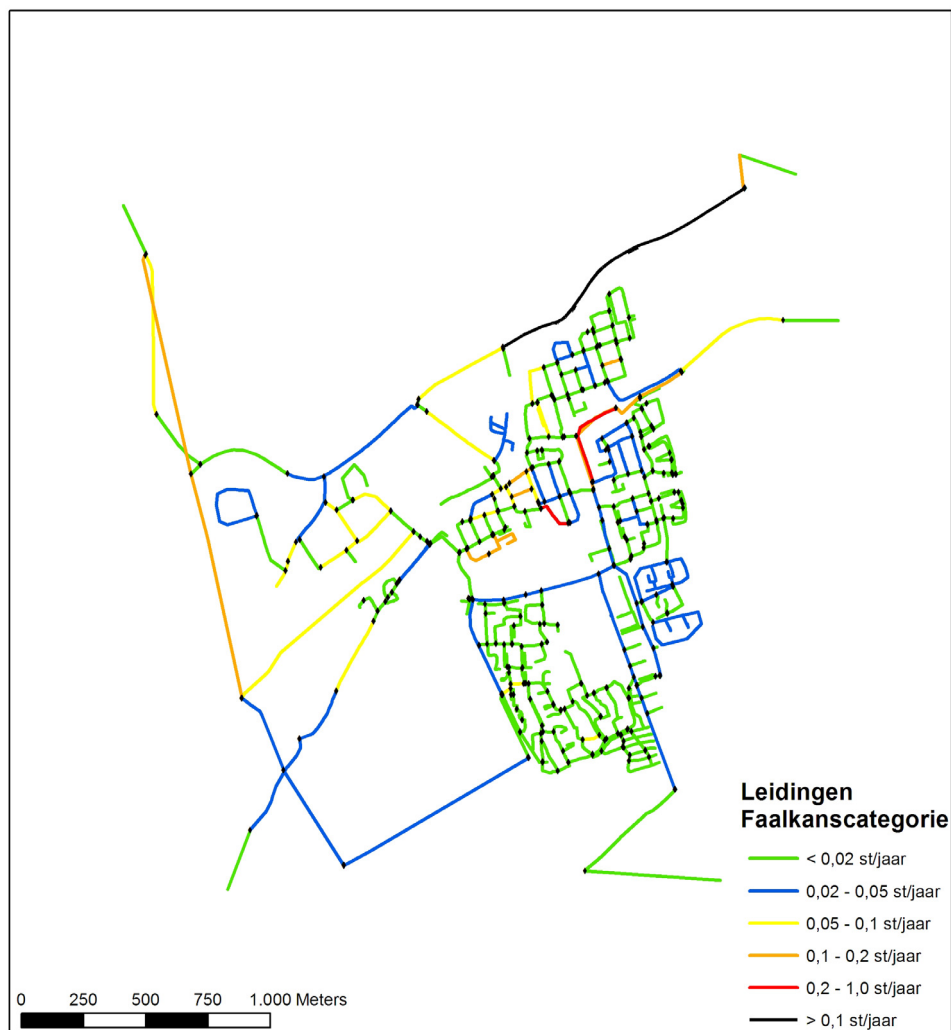 Leidingen
Faalkanscategorie
< 0,02 st/jaar
0,02 - 0,05 st/jaar
0,05 - 0,1 st/jaar
0,1 - 0,2 st/jaar
0,2 - 1,0 st/jaar
> 0,1 st/jaar
0 250 500 750 1.000 Meters